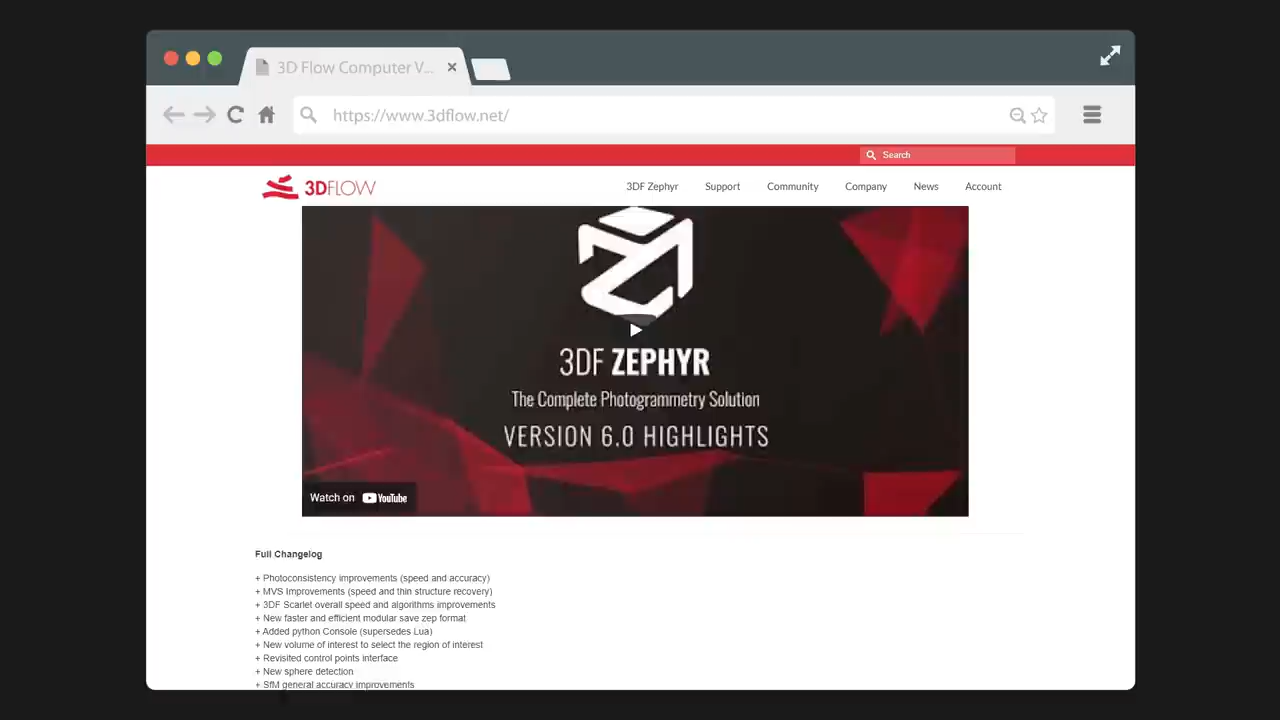 3D Flow Computer V...
https://www.3dflow.net/
Search
3DFLOW
3DF Zephyr Support Community Company News Account
3DF ZEPHYR
The Complete Photogrammetry Solution
VERSION 6.0 HIGHLIGHTS
Watch on YouTube
Full Changelog
+ Photoconsistency improvements (speed and accuracy)
+ MVS Improvements (speed and thin structure recovery)
+ 3DF Scarlet overall speed and algorithms improvements
+ New faster and efficient modular save zep format
+ Added python Console (supersedes Lua)
+ New volume of interest to select the region of interest
+ Revisited control points interface
+ New sphere detection
+ SfM general accuracy improvements